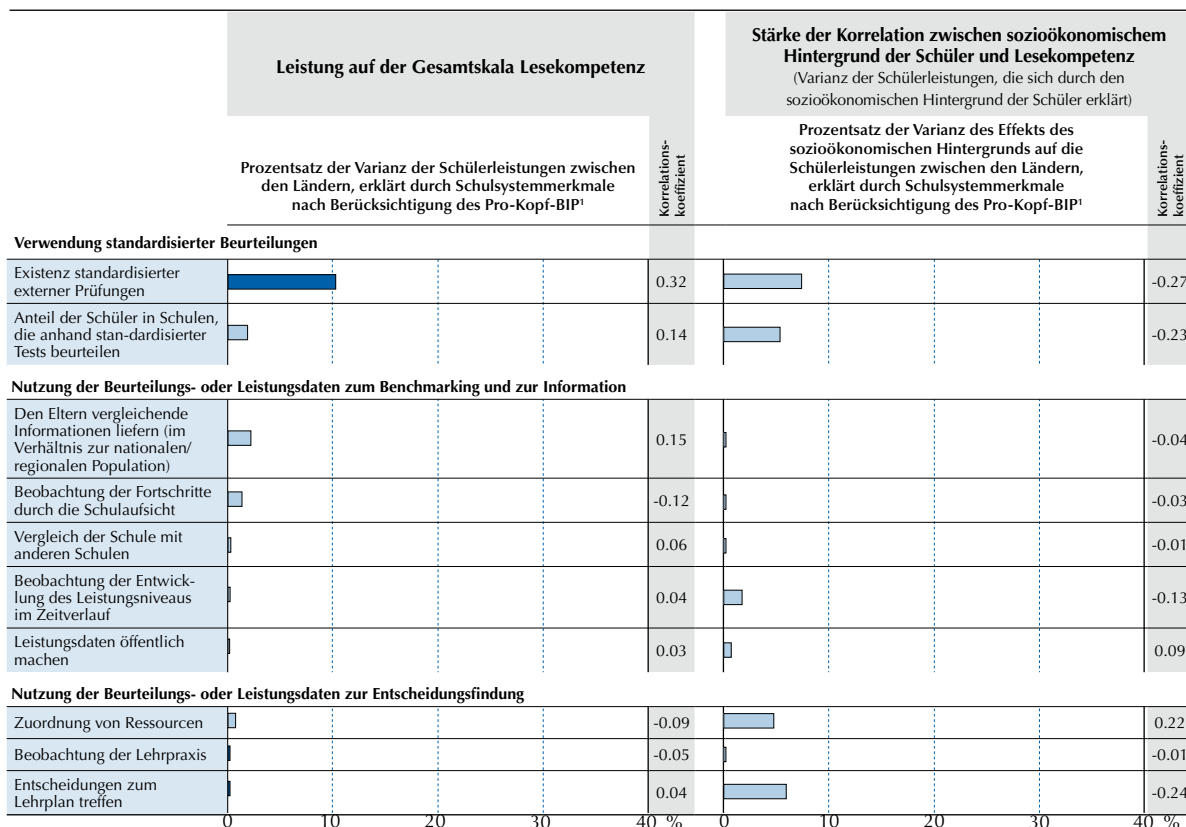 Leistung auf der Gesamtskala Lesekompetenz
Stärke der Korrelation zwischen sozioökonomischem
Hintergrund der Schüler und Lesekompetenz
(Varianz der Schülerleistungen, die sich durch den
sozioökonomischen Hintergrund der Schüler erklärt)
Prozentsatz der Varianz der Schülerleistungen zwischen
den Ländern, erklärt durch Schulsystemmerkmale
nach Berücksichtigung des Pro-Kopf-BIP¹
Korrelations-
koeffizient
Prozentsatz der Varianz des Effekts des
sozioökonomischen Hintergrunds auf die
Schülerleistungen zwischen den Ländern,
erklärt durch Schulsystemmerkmale
nach Berücksichtigung des Pro-Kopf-BIP¹
Korrelations-
koeffizient
Verwendung standardisierter Beurteilungen
Existenz standardisierter
externer Prüfungen
0.32
-0.27
Anteil der Schüler in Schulen,
die anhand stan-dardisierter
Tests beurteilen
0.14
-0.23
Nutzung der Beurteilungs- oder Leistungsdaten zum Benchmarking und zur Information
Den Eltern vergleichende
Informationen liefern (im
Verhältnis zur nationalen/
regionalen Population)
0.15
-0.04
Beobachtung der Fortschritte
durch die Schulaufsicht
-0.12
-0.03
Vergleich der Schule mit
anderen Schulen
0.06
-0.01
Beobachtung der Entwick-
lung des Leistungsniveaus
im Zeitverlauf
0.04
-0.13
Leistungsdaten öffentlich
machen
0.03
0.09
Nutzung der Beurteilungs- oder Leistungsdaten zur Entscheidungsfindung
Zuordnung von Ressourcen
-0.09
0.22
Beobachtung der Lehrpraxis
-0.05
-0.01
Entscheidungen zum
Lehrplan treffen
0.04
-0.24
0 10 20 30 40 % 0 10 20 30 40 %